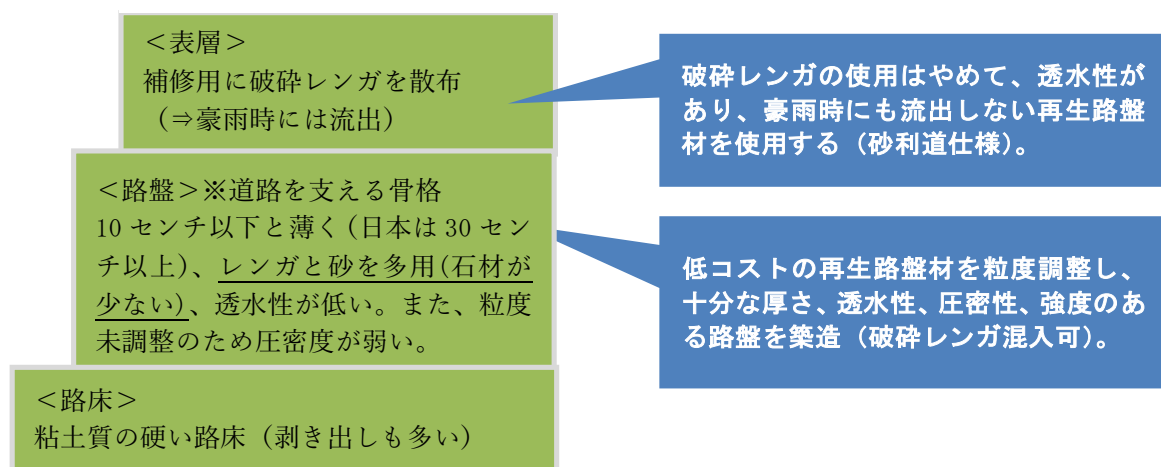 ＜表層＞
補修用に破砕レンガを散布
（⇒豪雨時には流出）
破砕レンガの使用はやめて、透水性が
あり、豪雨時にも流出しない再生路盤
材を使用する（砂利道仕様）。
＜路盤＞※道路を支える骨格
10 センチ以下と薄く（日本は 30 セン
チ以上）、レンガと砂を多用（石材が
少ない）、透水性が低い。また、粒度
未調整のため圧密度が弱い。
低コストの再生路盤材を粒度調整し、
十分な厚さ、透水性、圧密性、強度のあ
る路盤を築造（破砕レンガ混入可）。
＜路床＞
粘土質の硬い路床（剥き出しも多い）